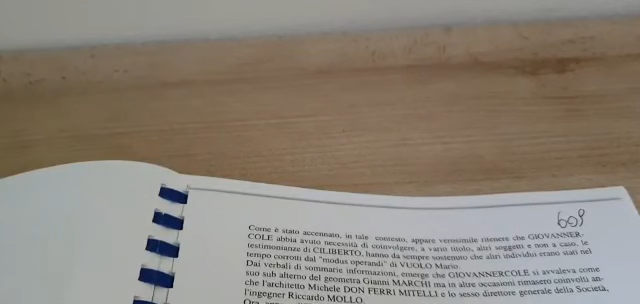 609
Come è stato accennato, in tale contesto, appare verosimile ritenere che GIOVANNER-
COLE abbia avuto necessità di coinvolgere, a vario titolo, altri soggetti e non a caso, le
testimonianze di CILIBERTO, hanno da sempre sostenuto che altri individui erano stati nel
tempo corrotti dal "modus operandi" di VUOLO Mario.
Dai verbali di sommarie informazioni, emerge che GIOVANNERCOLE si avvaleva come
suo sub alterno del geometra Gianni MARCHI ma in altre occasioni rimasero coinvolti an-
che l'architetto Michele DON FERRI MITELLI e lo sesso direttore generale della Società,
l'ingegner Riccardo MOLLO.